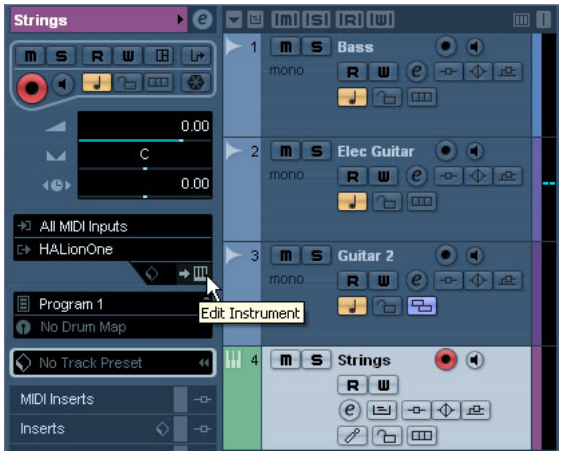 Strings e
m S R W
0.00
C
0.00
All MIDI Inputs
HALionOne
Edit Instrument
Program 1
No Drum Map
No Track Preset
MIDI Inserts
Inserts
m S R W
1 m S Bass
mono R W e
2 m S Elec Guitar
mono R W e
3 m S Guitar 2
mono R W e
4 m S Strings
R W
e